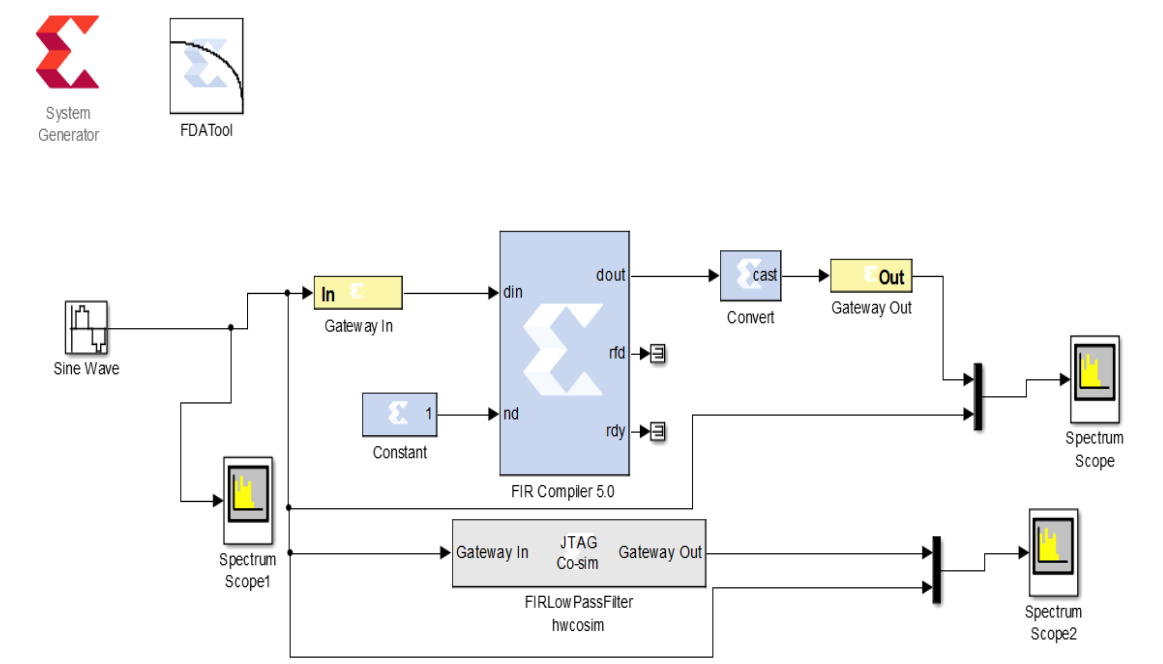 System
Generator
FDATool
In
Gateway In
din
dout
rfd
nd
rdy
FIR Compiler 5.0
cast
Convert
Out
Gateway Out
Sine Wave
1
Constant
Spectrum
Scope
Spectrum
Scope1
Gateway In
JTAG
Co-sim
Gateway Out
FIRLowPassFilter
hwcosim
Spectrum
Scope2